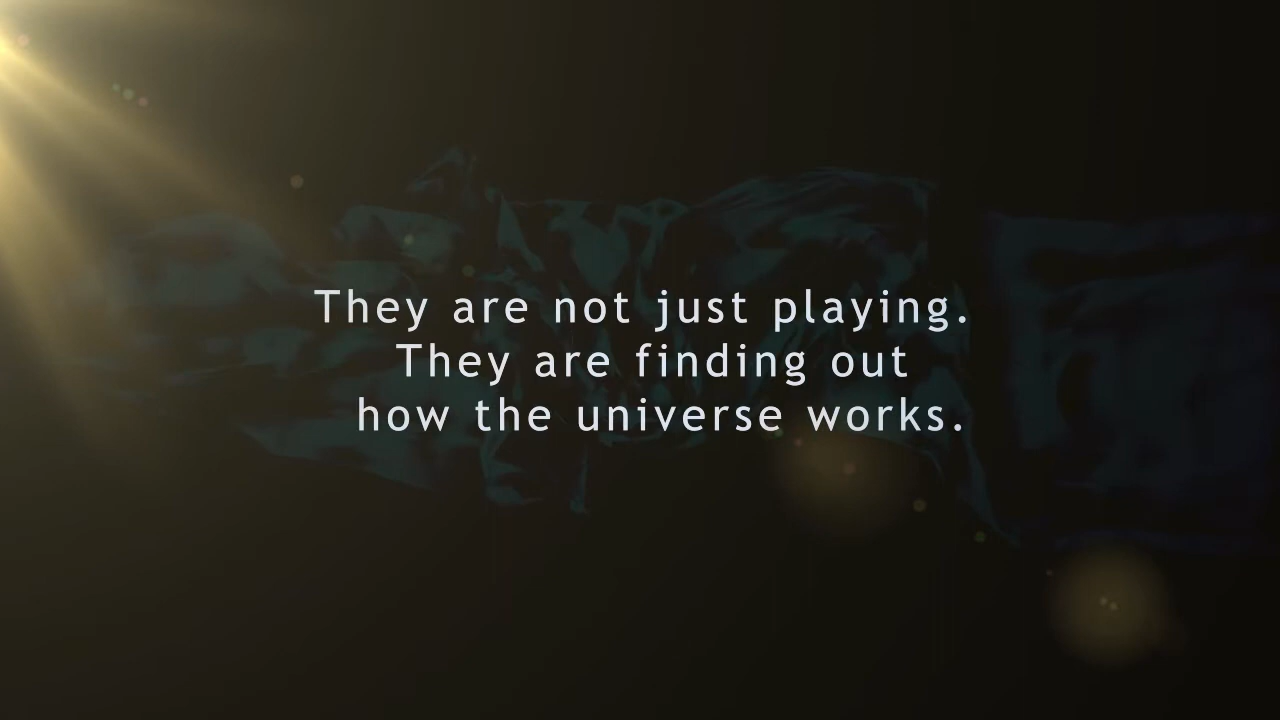 They are not just playing.
They are finding out
how the universe works.